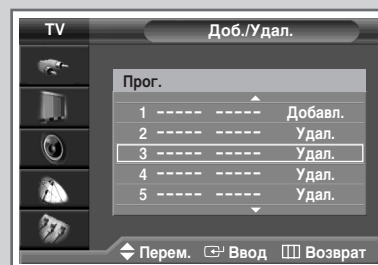 TV Доб./Удал.
Прог.
1 ----- ----- Добавл.
2 ----- ----- Удал.
3 ----- ----- Удал.
4 ----- ----- Удал.
5 ----- ----- Удал.
Перем. Ввод Возврат